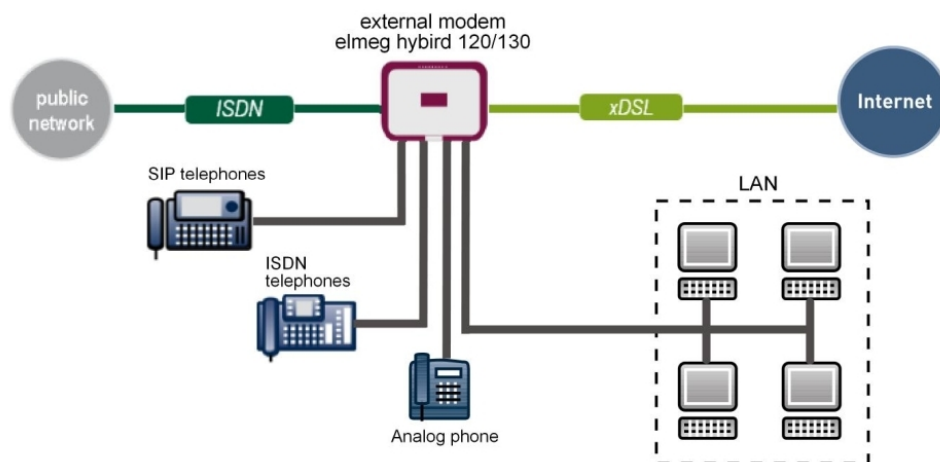 external modem
elmeg hybird 120/130
public
network
ISDN
xDSL
Internet
SIP telephones
LAN
ISDN
telephones
Analog phone